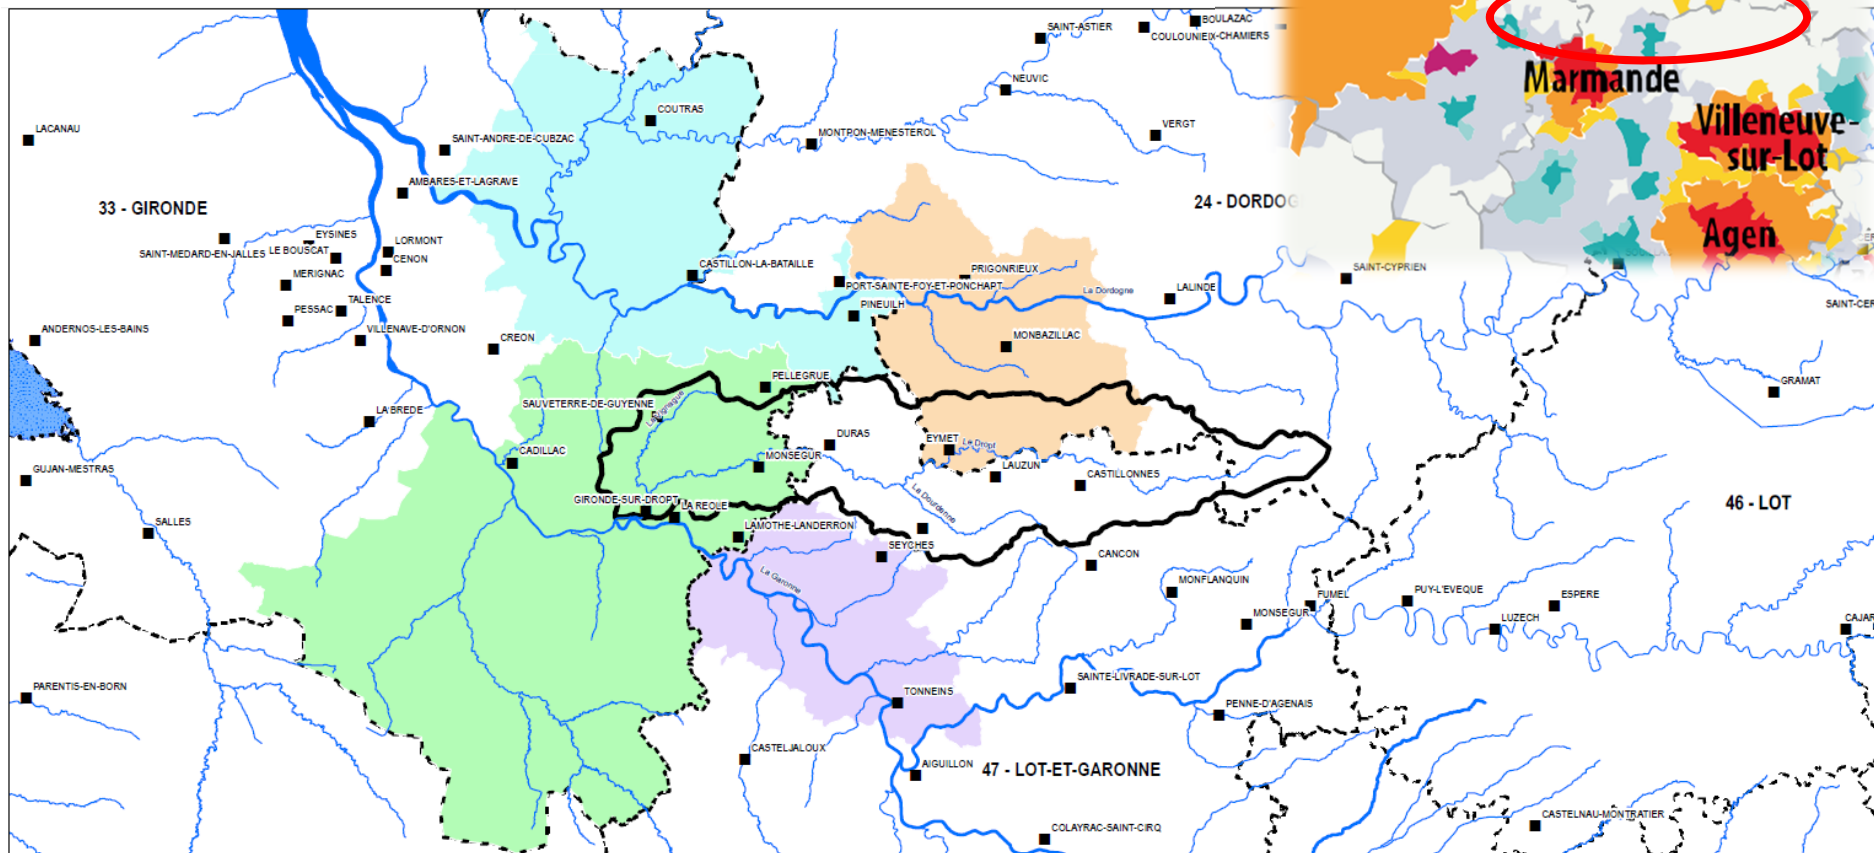 SAINT-ASTIER
BOULAZAC
COULOUNIEIX-CHAMIERS
NEUVIC
Marmande
COUTRAS
LACANAU
SAINT-ANDRE-DE-CUBZAC
MONTPON-MENESTEROL
VERGT
Villeneuve-
sur-Lot
AMBARES-ET-LAGRAVE
33 - GIRONDE
24 - DORDOG
Agen
EYSINES
LORMONT
SAINT-MEDARD-EN-JALLES
LE BOUSCAT
CENON
CASTILLON-LA-BATAILLE
PRIGONRIEUX
SAINT-CYPRIEN
MERIGNAC
PORT-SAINTE-FOY-ET-PONCHAPT
La Dordogne
LALINDE
TALENCE
PESSAC
PINEUILH
SAINT-CER
ANDERNOS-LES-BAINS
VILLENAVE-D'ORNON
CREON
MONBAZILLAC
PELLEGRUE
GRAMAT
SAUVETERRE-DE-GUYENNE
LA BREDE
DURAS
EYMET
Le Dropt
CADILLAC
MONSEGUR
LAUZUN
CASTILLONNES
GUJAN-MESTRAS
La Dourdenne
GIRONDE-SUR-DROPT
LA REOLE
46 - LOT
SALLES
LAMOTHE-LANDERRON
SEYCHES
CANCON
La Garonne
MONFLANQUIN
FUMEL
PUY-L'EVEQUE
ESPERE
MONSEGUR
LUZECH
CAJAR
PARENTIS-EN-BORN
SAINTE-LIVRADE-SUR-LOT
TONNEINS
PENNE-D'AGENAIS
CASTELJALOUX
AIGUILLON
47 - LOT-ET-GARONNE
CASTELNAU-MONTRATIER
COLAYRAC-SAINT-CIRQ